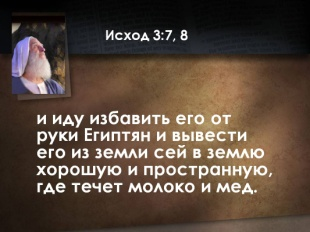 Исход 3:7, 8
и иду избавить его от
руки Египтян и вывести
его из земли сей в землю
хорошую и пространную,
где течет молоко и мед.